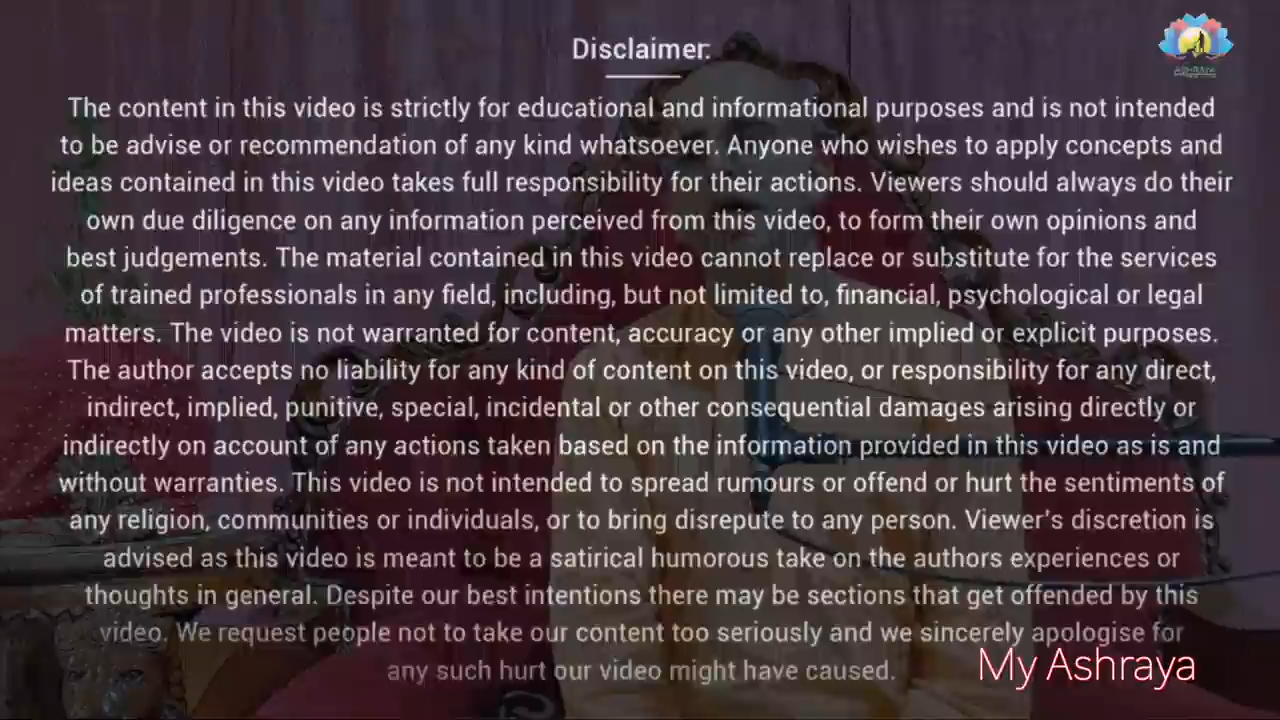 Disclaimer:
The content in this video is strictly for educational and informational purposes and is not intended
to be advise or recommendation of any kind whatsoever. Anyone who wishes to apply concepts and
ideas contained in this video takes full responsibility for their actions. Viewers should always do their
own due diligence on any information perceived from this video, to form their own opinions and
best judgements. The material contained in this video cannot replace or substitute for the services
of trained professionals in any field, including, but not limited to, financial, psychological or legal
matters. The video is not warranted for content, accuracy or any other implied or explicit purposes.
The author accepts no liability for any kind of content on this video, or responsibility for any direct,
indirect, implied, punitive, special, incidental or other consequential damages arising directly or
indirectly on account of any actions taken based on the information provided in this video as is and
without warranties. This video is not intended to spread rumours or offend or hurt the sentiments of
any religion, communities or individuals, or to bring disrepute to any person. Viewer's discretion is
advised as this video is meant to be a satirical humorous take on the authors experiences or
thoughts in general. Despite our best intentions there may be sections that get offended by this
video. We request people not to take our content too seriously and we sincerely apologise for
any such hurt our video might have caused.
My Ashraya